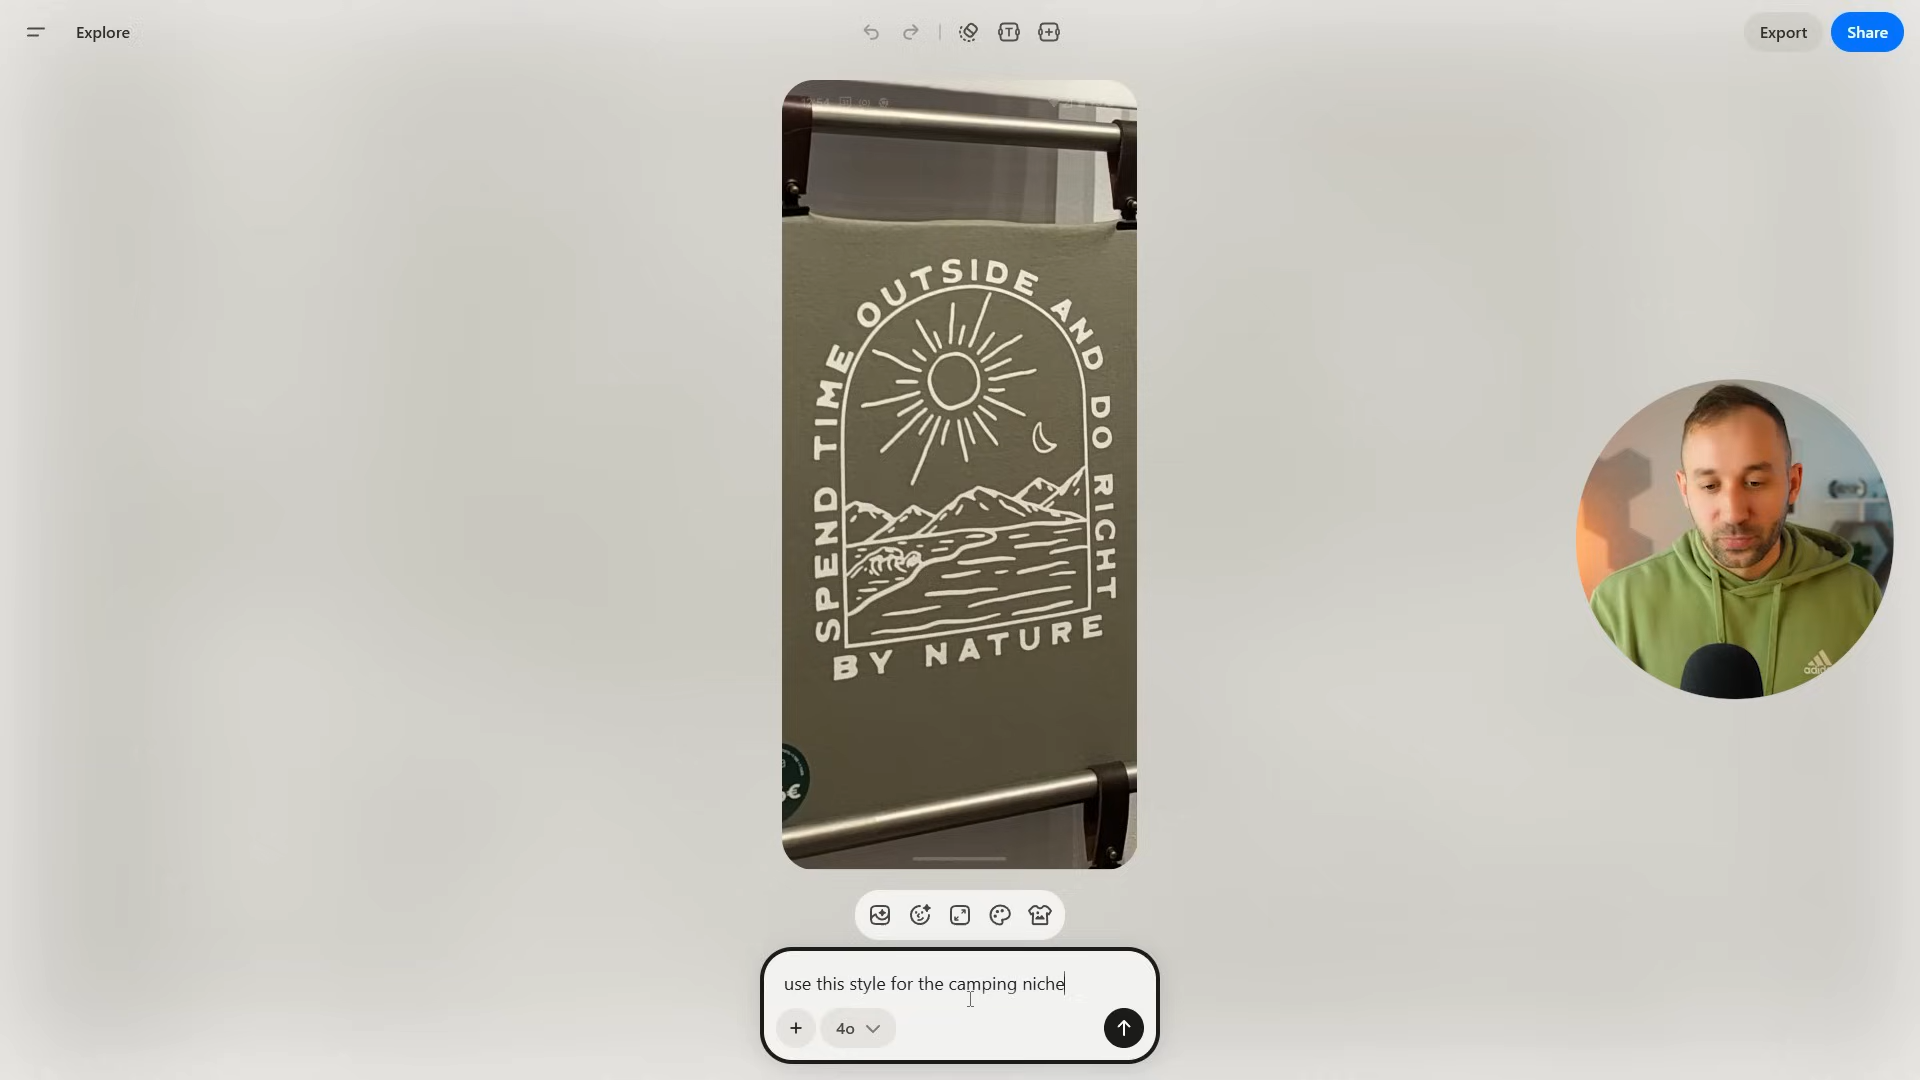 Explore
Export
Share
SPEND TIME OUTSIDE AND DO RIGHT
BY NATURE
€
adidas
use this style for the camping niche
4o